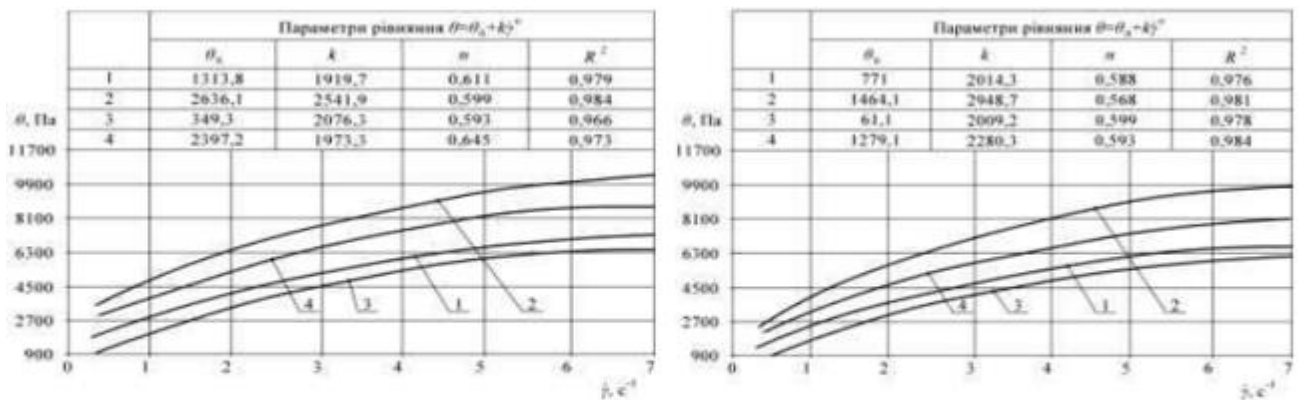 Параметри рівняння θ=θ₀+kγ̇ⁿ
θ₀ k n R²
1 1313,8 1919,7 0,611 0,979
2 2636,1 2541,9 0,599 0,984
3 349,3 2076,3 0,593 0,966
4 2397,2 1973,3 0,645 0,973
θ, Па
11700
9900
8100
6300
4500
2700
900
4 3 1 2
0 1 2 3 4 5 6 7
γ̇, с⁻¹
Параметри рівняння θ=θ₀+kγ̇ⁿ
θ₀ k n R²
1 771 2014,3 0,588 0,976
2 1464,1 2948,7 0,568 0,981
3 61,1 2009,2 0,599 0,978
4 1279,1 2280,3 0,593 0,984
θ, Па
11700
9900
8100
6300
4500
2700
900
4 3 1 2
0 1 2 3 4 5 6 7
γ̇, с⁻¹